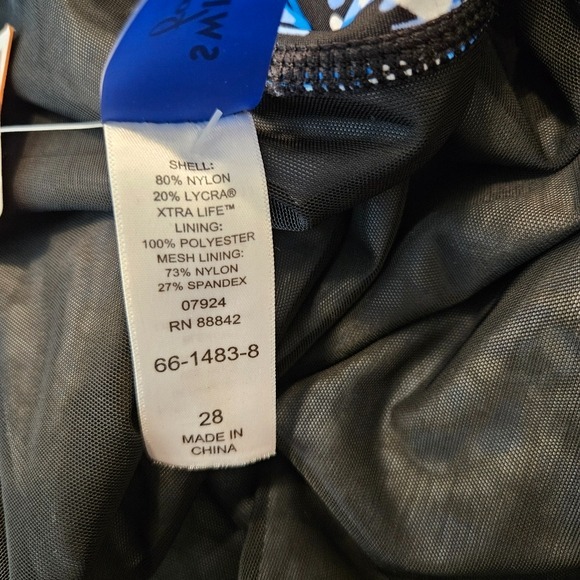 SWI
SHELL:
80% NYLON
20% LYCRA®
XTRA LIFE™
LINING:
100% POLYESTER
MESH LINING:
73% NYLON
27% SPANDEX
07924
RN 88842
66-1483-8
28
MADE IN
CHINA